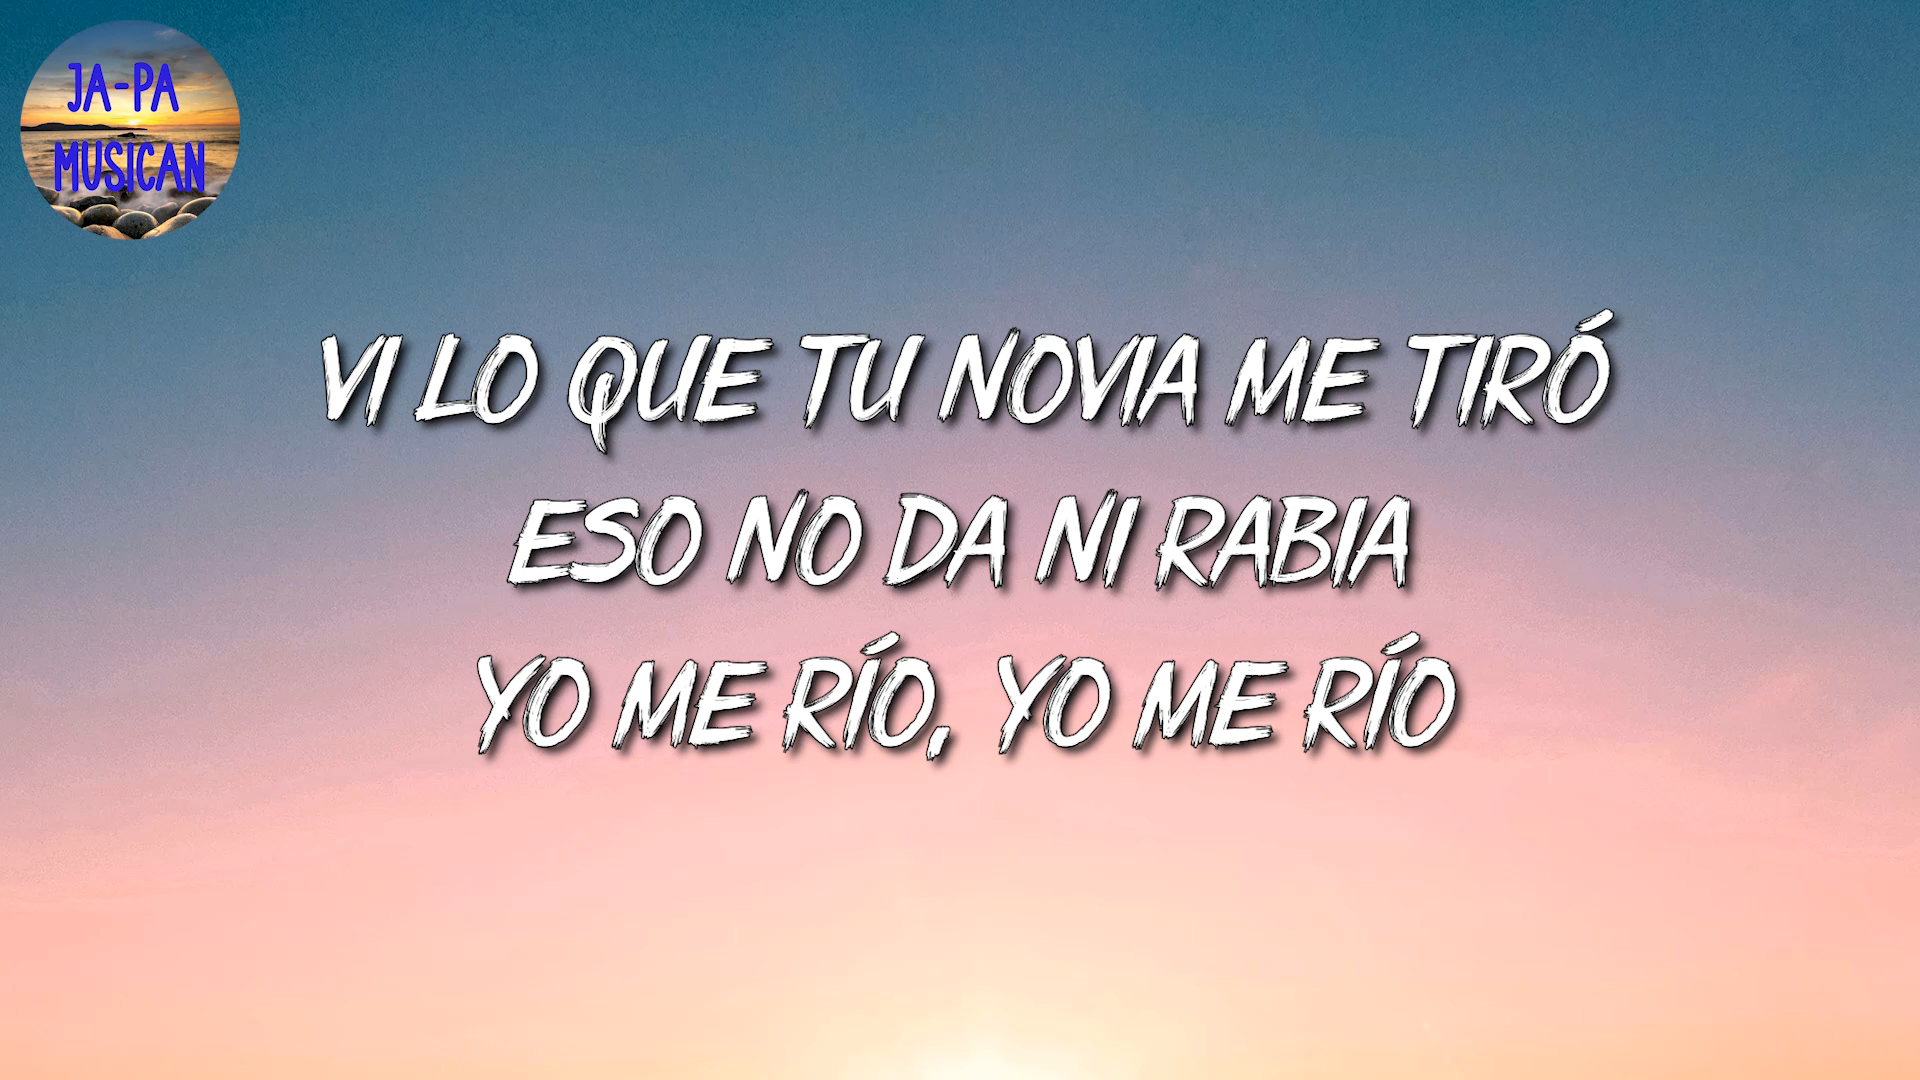 JA-PA
MUSICAN
VI LO QUE TU NOVIA ME TIRÓ
ESO NO DA NI RABIA
YO ME RÍO, YO ME RÍO